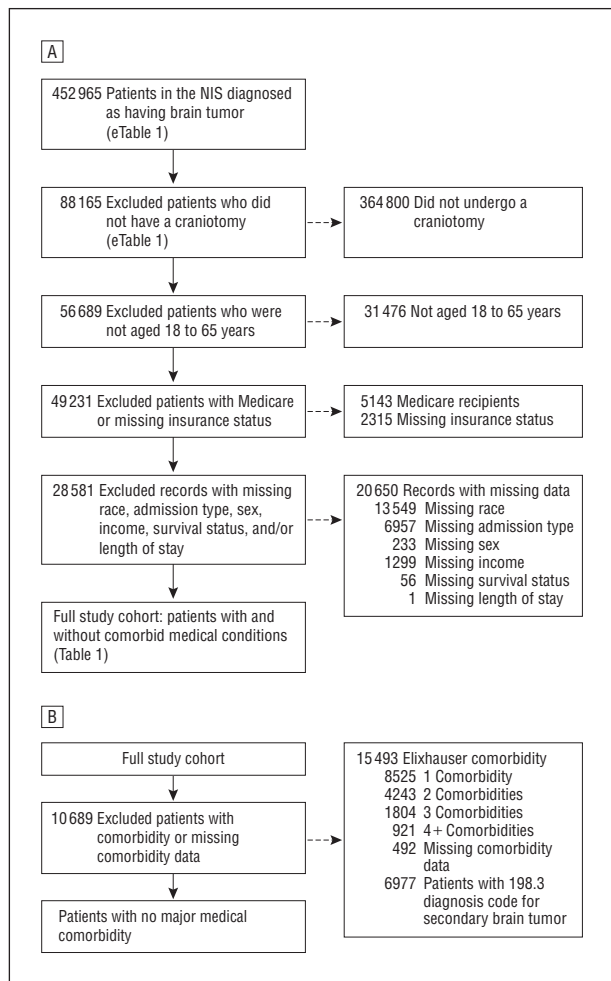 A
452 965 Patients in the NIS diagnosed
as having brain tumor
(eTable 1)
88 165 Excluded patients who did
not have a craniotomy
(eTable 1)
364 800 Did not undergo a
craniotomy
56 689 Excluded patients who were
not aged 18 to 65 years
31 476 Not aged 18 to 65 years
49 231 Excluded patients with Medicare
or missing insurance status
5143 Medicare recipients
2315 Missing insurance status
28 581 Excluded records with missing
race, admission type, sex,
income, survival status, and/or
length of stay
20 650 Records with missing data
13 549 Missing race
6957 Missing admission type
233 Missing sex
1299 Missing income
56 Missing survival status
1 Missing length of stay
Full study cohort: patients with and
without comorbid medical conditions
(Table 1)
B
Full study cohort
10 689 Excluded patients with
comorbidity or missing
comorbidity data
15 493 Elixhauser comorbidity
8525 1 Comorbidity
4243 2 Comorbidities
1804 3 Comorbidities
921 4+ Comorbidities
492 Missing comorbidity
data
6977 Patients with 198.3
diagnosis code for
secondary brain tumor
Patients with no major medical
comorbidity